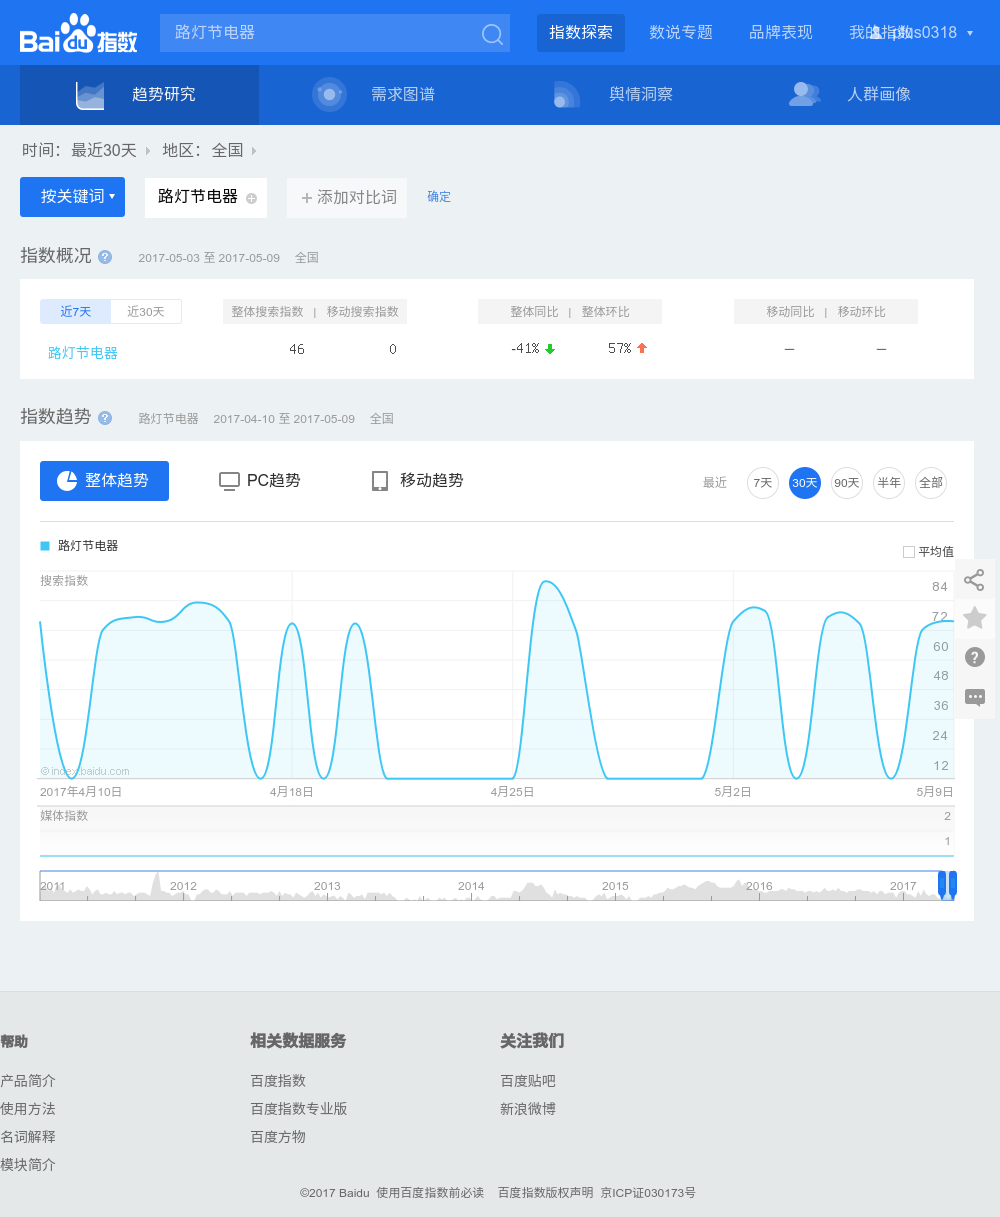 Bai du 指数
路灯节电器
指数探索 数说专题 品牌表现 我的指数
趋势研究 需求图谱 舆情洞察 人群画像
时间： 最近30天 地区： 全国
按关键词 路灯节电器 添加对比词 确定
指数概况 ? 2017-05-03 至 2017-05-09 全国
近7天 近30天 整体搜索指数 | 移动搜索指数 整体同比 | 整体环比 移动同比 | 移动环比
路灯节电器 46 0 -41% 57% — —
指数趋势 ? 路灯节电器 2017-04-10 至 2017-05-09 全国
整体趋势 PC趋势 移动趋势 最近 7天 30天 90天 半年 全部
路灯节电器
平均值
搜索指数
84
72
60
48
36
24
12
©index.baidu.com
2017年4月10日 4月18日 4月25日 5月2日 5月9日
媒体指数 2
1
2011 2012 2013 2014 2015 2016 2017
帮助 相关数据服务 关注我们
产品简介 百度指数 百度贴吧
使用方法 百度指数专业版 新浪微博
名词解释 百度方物
模块简介
©2017 Baidu 使用百度指数前必读 百度指数版权声明 京ICP证030173号